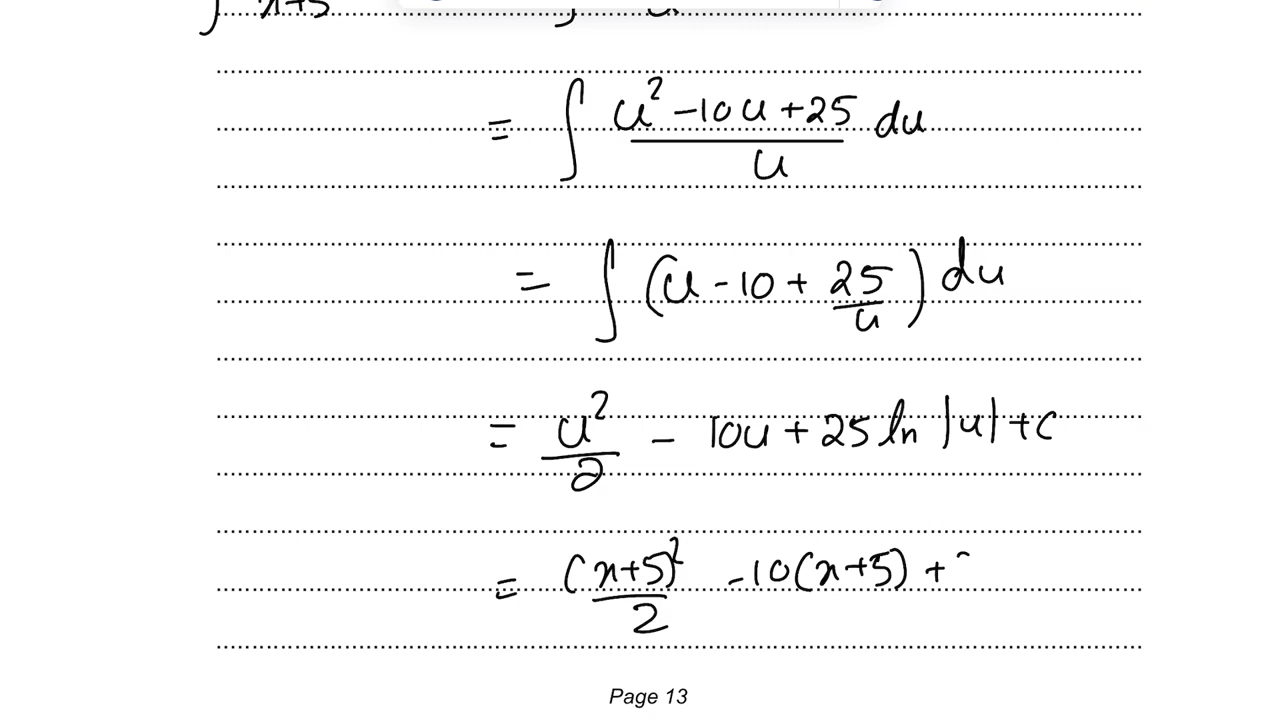 ∫ x+5 ∫ u
= ∫ (u² - 10u + 25)/u du
= ∫ (u - 10 + 25/u) du
= u²/2 - 10u + 25 ln |u| + c
= (x+5)²/2 - 10(x+5) +
Page 13